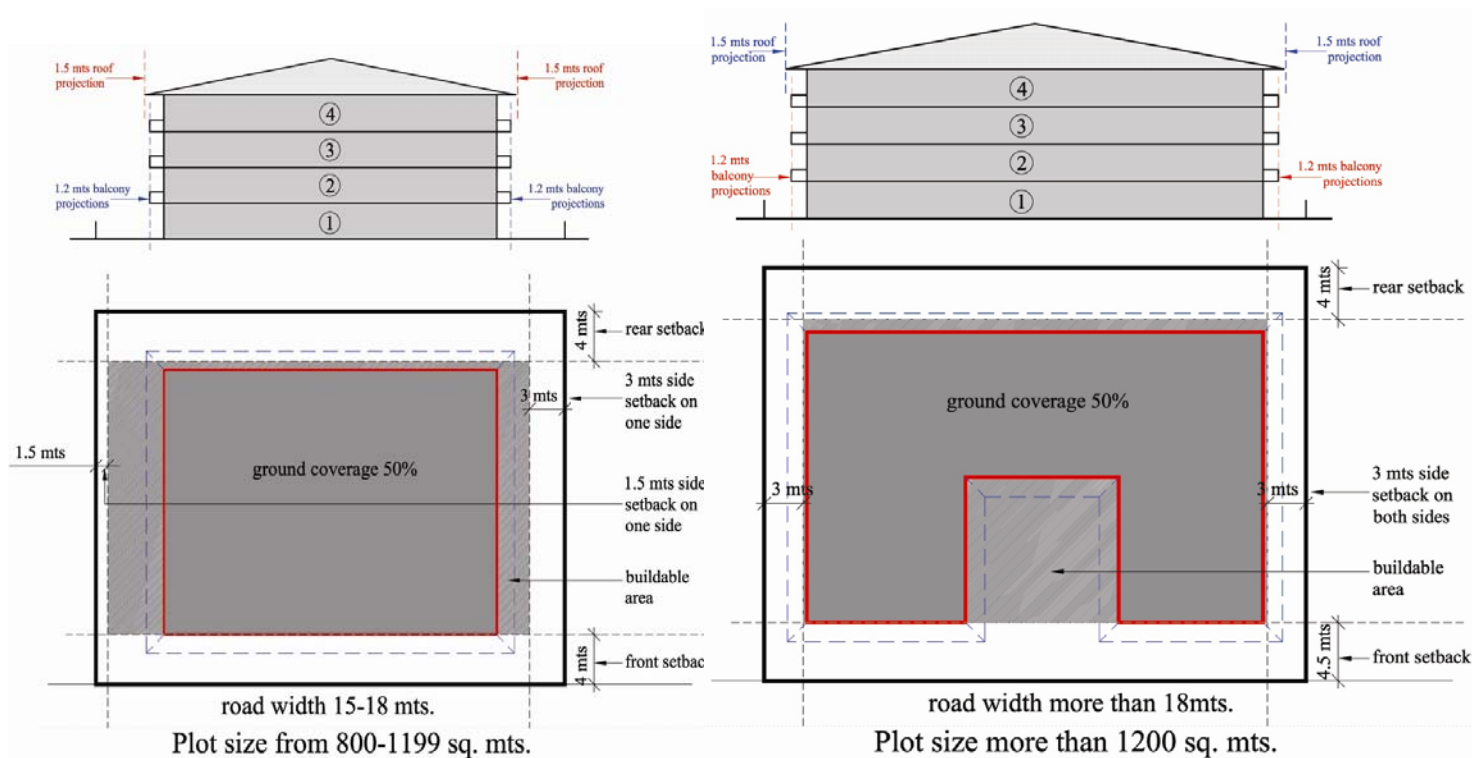 1.5 mts roof
projection
1.5 mts roof
projection
④
③
②
①
1.2 mts balcony
projections
1.2 mts balcony
projections
4 mts
rear setback
3 mts
3 mts side
setback on
one side
1.5 mts
ground coverage 50%
1.5 mts side
setback on
one side
buildable
area
4 mts
front setback
road width 15-18 mts.
Plot size from 800-1199 sq. mts.
1.5 mts roof
projection
1.5 mts roof
projection
④
③
②
①
1.2 mts
balcony
projections
1.2 mts
balcony projections
4 mts
rear setback
ground coverage 50%
3 mts
3 mts
3 mts side
setback on
both sides
buildable
area
4.5 mts
front setback
road width more than 18mts.
Plot size more than 1200 sq. mts.